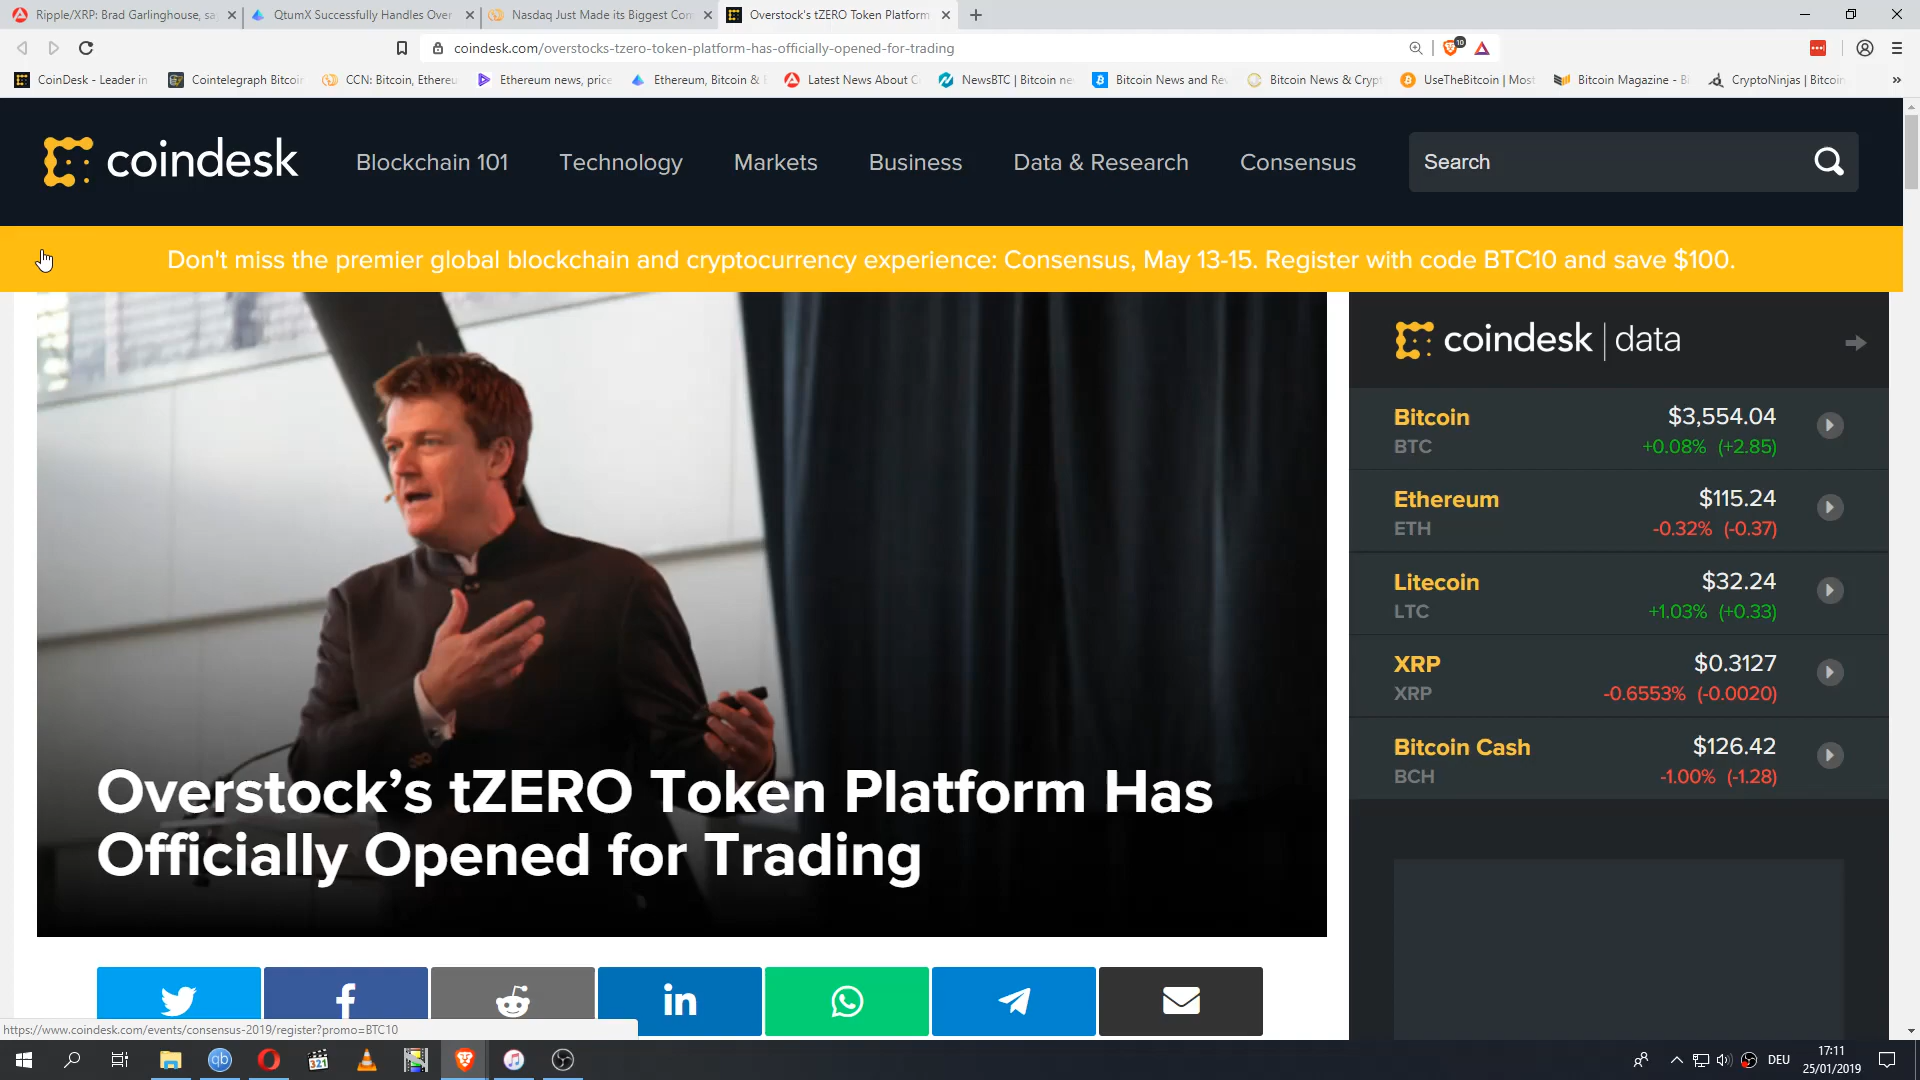 Ripple/XRP: Brad Garlinghouse, sa
QtumX Successfully Handles Over
Nasdaq Just Made its Biggest Con
Overstock's tZERO Token Platform
coindesk.com/overstocks-tzero-token-platform-has-officially-opened-for-trading
10
CoinDesk - Leader in
Cointelegraph Bitcoi
CCN: Bitcoin, Ethereu
Ethereum news, price
Ethereum, Bitcoin &
Latest News About C
NewsBTC | Bitcoin ne
Bitcoin News and Re
Bitcoin News & Crypt
UseTheBitcoin | Most
Bitcoin Magazine - B
CryptoNinjas | Bitcoin
»
coindesk
Blockchain 101
Technology
Markets
Business
Data & Research
Consensus
Search
Don't miss the premier global blockchain and cryptocurrency experience: Consensus, May 13-15. Register with code BTC10 and save $100.
Overstock’s tZERO Token Platform Has
Officially Opened for Trading
coindesk | data
Bitcoin $3,554.04
BTC +0.08% (+2.85)
Ethereum $115.24
ETH -0.32% (-0.37)
Litecoin $32.24
LTC +1.03% (+0.33)
XRP $0.3127
XRP -0.6553% (-0.0020)
Bitcoin Cash $126.42
BCH -1.00% (-1.28)
https://www.coindesk.com/events/consensus-2019/register?promo=BTC10
qb
321
DEU
17:11
25/01/2019